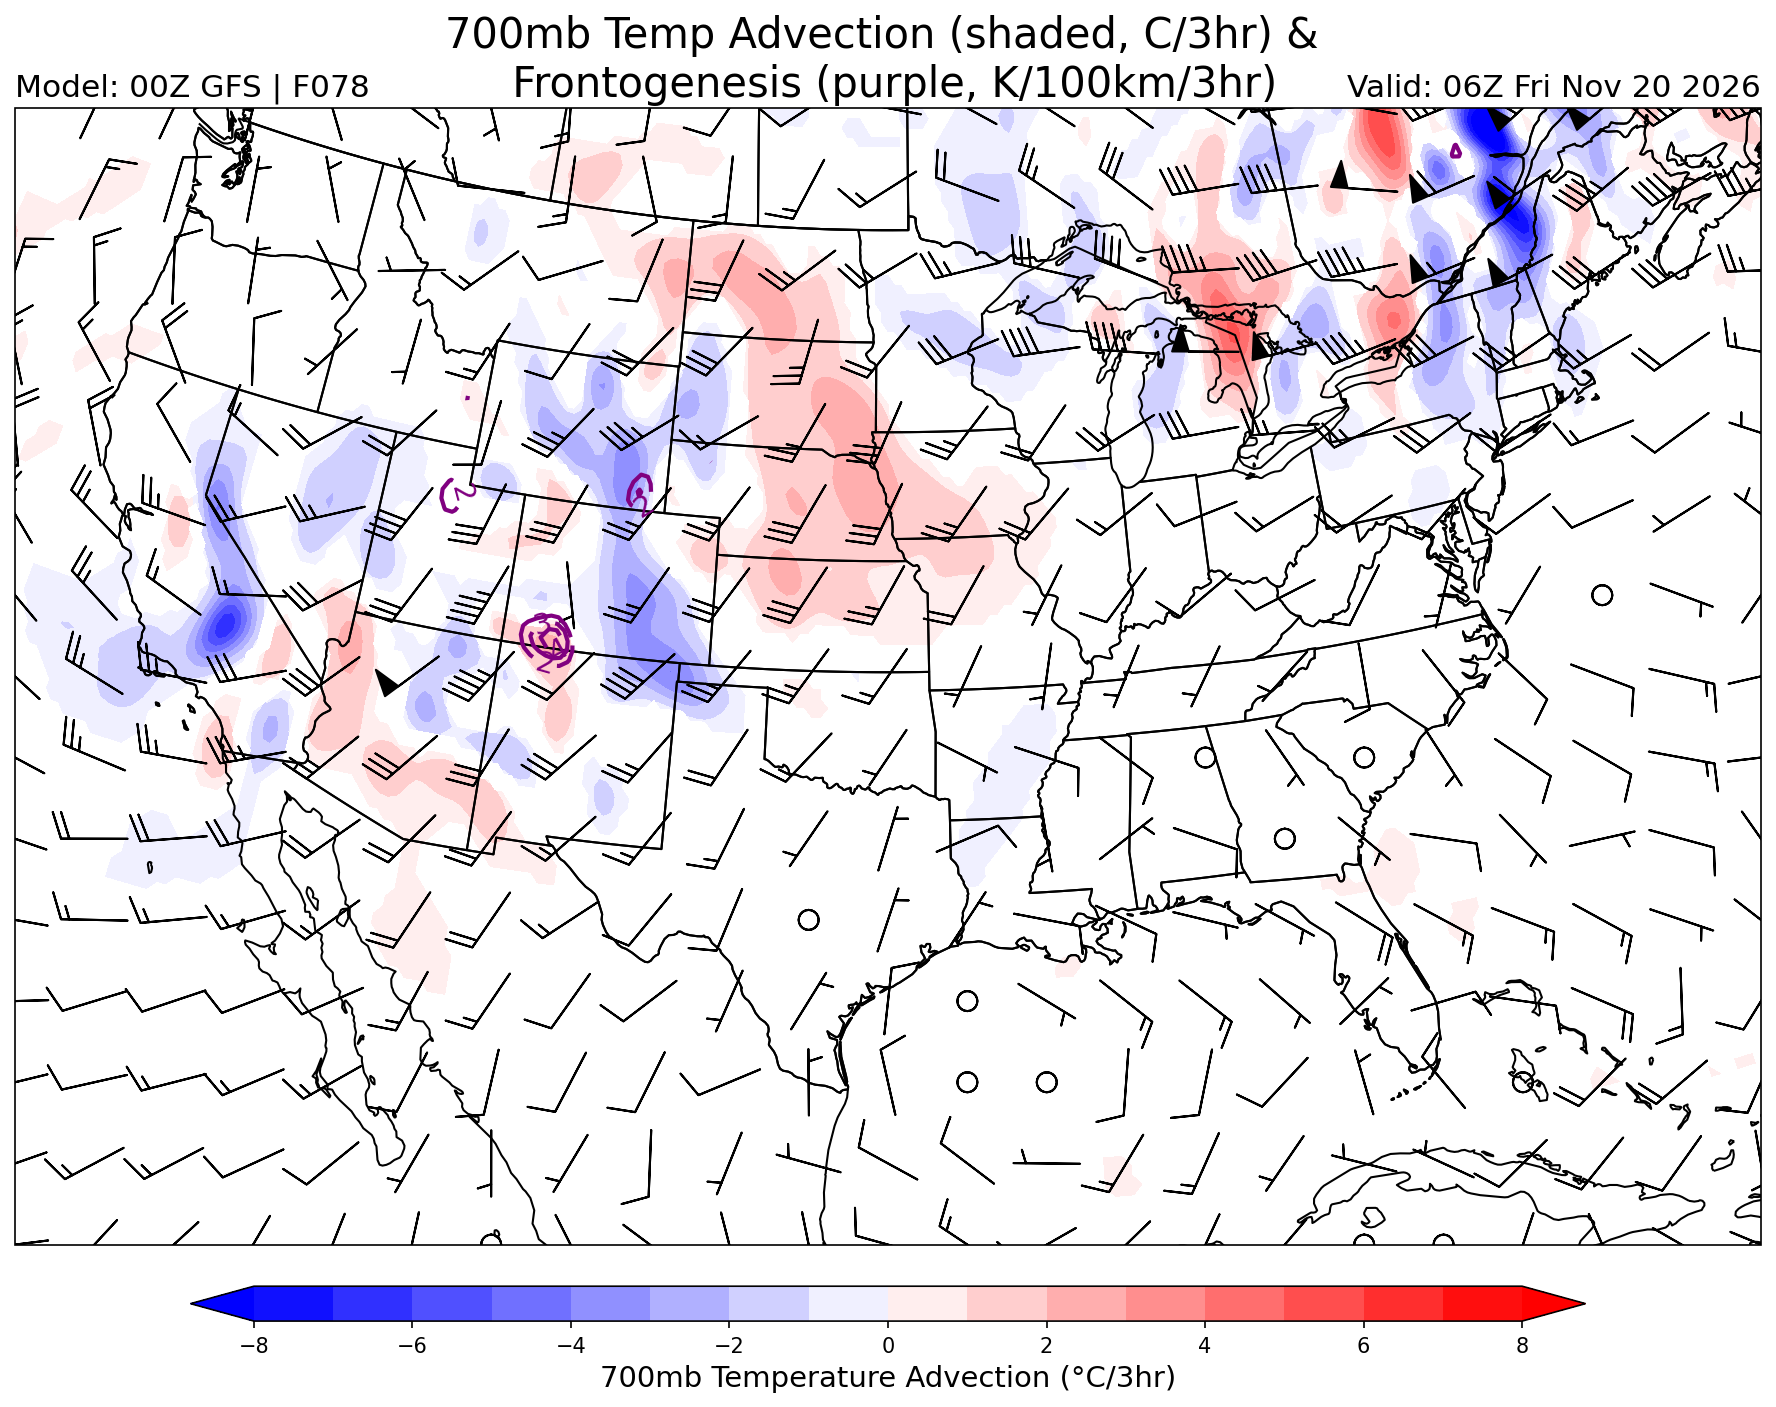 700mb Temp Advection (shaded, C/3hr) &
Model: 00Z GFS | F078 Frontogenesis (purple, K/100km/3hr) Valid: 06Z Fri Nov 20 2026
−8 −6 −4 −2 0 2 4 6 8
700mb Temperature Advection (°C/3hr)